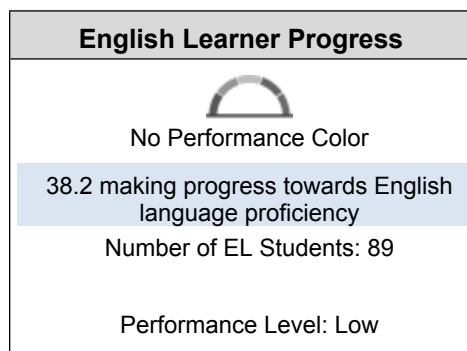 English Learner Progress
No Performance Color
38.2 making progress towards English
language proficiency
Number of EL Students: 89
Performance Level: Low